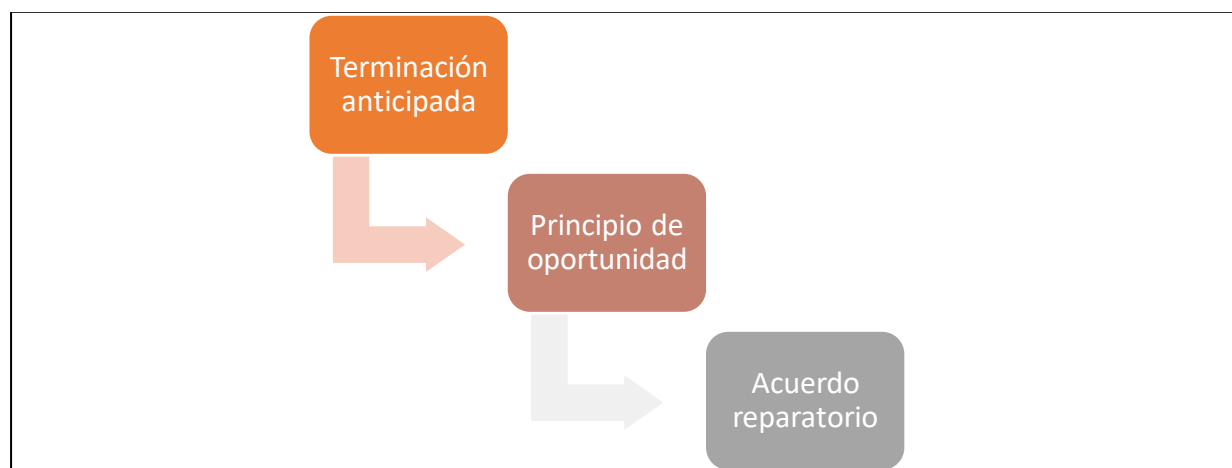 Terminación
anticipada
Principio de
oportunidad
Acuerdo
reparatorio